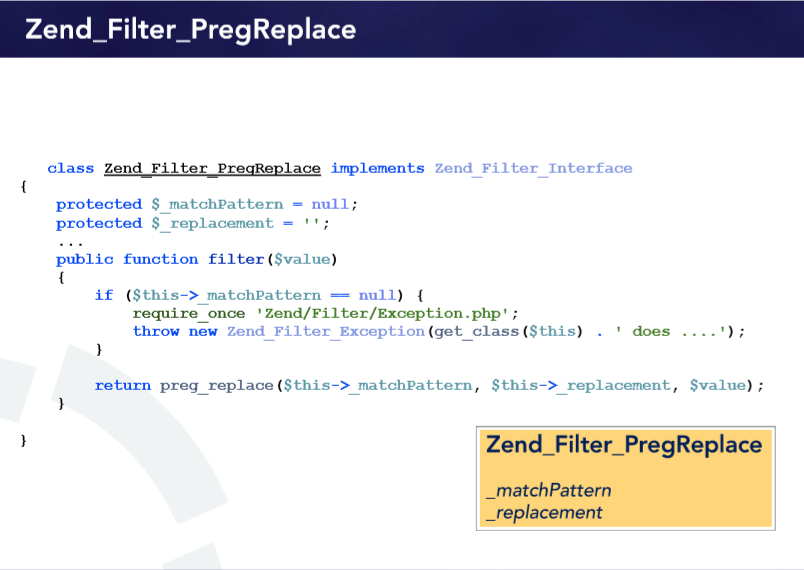 Zend_Filter_PregReplace
class Zend_Filter_PregReplace implements Zend_Filter_Interface
{
protected $_matchPattern = null;
protected $_replacement = '';
...
public function filter($value)
{
if ($this->_matchPattern == null) {
require_once 'Zend/Filter/Exception.php';
throw new Zend_Filter_Exception(get_class($this) . ' does ....');
}
return preg_replace($this->_matchPattern, $this->_replacement, $value);
}
}
Zend_Filter_PregReplace
_matchPattern
_replacement